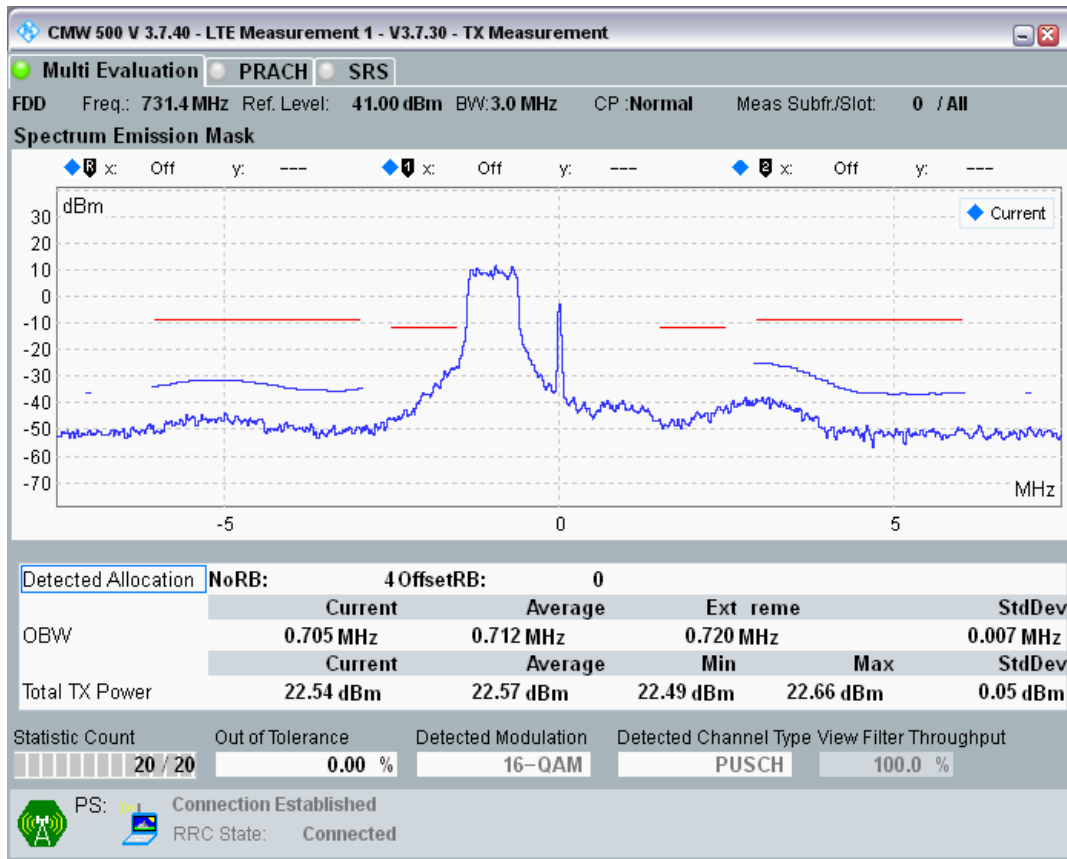 CMW 500 V 3.7.40 - LTE Measurement 1 - V3.7.30 - TX Measurement
Multi Evaluation PRACH SRS
FDD Freq.: 731.4 MHz Ref. Level: 41.00 dBm BW:3.0 MHz CP :Normal Meas Subfr./Slot: 0 / All
Spectrum Emission Mask
R x: Off y: --- 1 x: Off y: --- 2 x: Off y: ---
dBm
Current
30
20
10
0
-10
-20
-30
-40
-50
-60
-70
MHz
-5 0 5
Detected Allocation NoRB: 4 OffsetRB: 0
Current Average Ext reme StdDev
OBW 0.705 MHz 0.712 MHz 0.720 MHz 0.007 MHz
Current Average Min Max StdDev
Total TX Power 22.54 dBm 22.57 dBm 22.49 dBm 22.66 dBm 0.05 dBm
Statistic Count Out of Tolerance Detected Modulation Detected Channel Type View Filter Throughput
20 / 20 0.00 % 16-QAM PUSCH 100.0 %
PS: Connection Established
RRC State: Connected